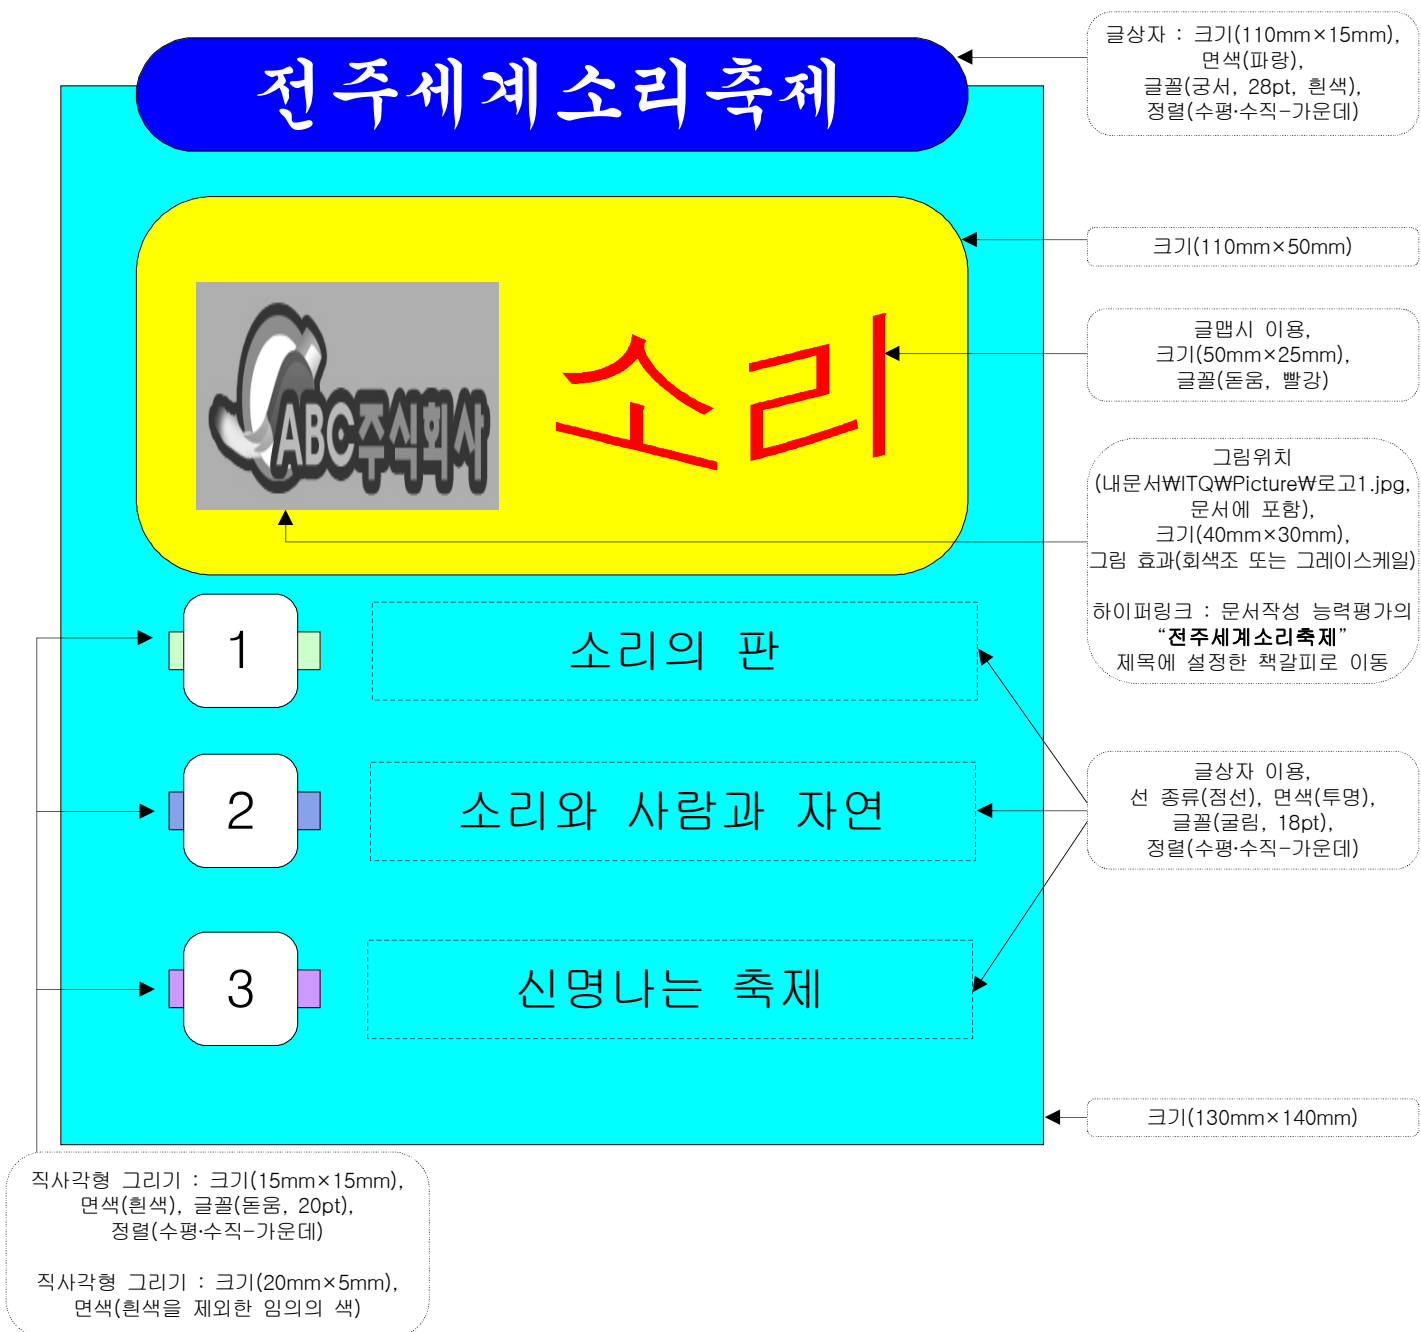 전주세계소리축제
글상자 : 크기(110mm×15mm),
면색(파랑),
글꼴(궁서, 28pt, 흰색),
정렬(수평·수직-가운데)
크기(110mm×50mm)
ABC주식회사
소리
글맵시 이용,
크기(50mm×25mm),
글꼴(돋움, 빨강)
그림위치
(내문서₩ITQ₩Picture₩로고1.jpg,
문서에 포함),
크기(40mm×30mm),
그림 효과(회색조 또는 그레이스케일)
하이퍼링크 : 문서작성 능력평가의
“전주세계소리축제”
제목에 설정한 책갈피로 이동
1
소리의 판
2
소리와 사람과 자연
3
신명나는 축제
글상자 이용,
선 종류(점선), 면색(투명),
글꼴(굴림, 18pt),
정렬(수평·수직-가운데)
크기(130mm×140mm)
직사각형 그리기 : 크기(15mm×15mm),
면색(흰색), 글꼴(돋움, 20pt),
정렬(수평·수직-가운데)
직사각형 그리기 : 크기(20mm×5mm),
면색(흰색을 제외한 임의의 색)